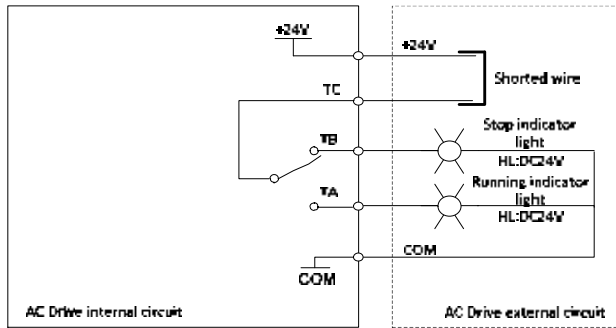 +24V
+24V
TC
Shorted wire
TB
Stop indicator
light
HL:DC24V
Running indicator
light
HL:DC24V
TA
COM
COM
AC Drive internal circuit
AC Drive external circuit